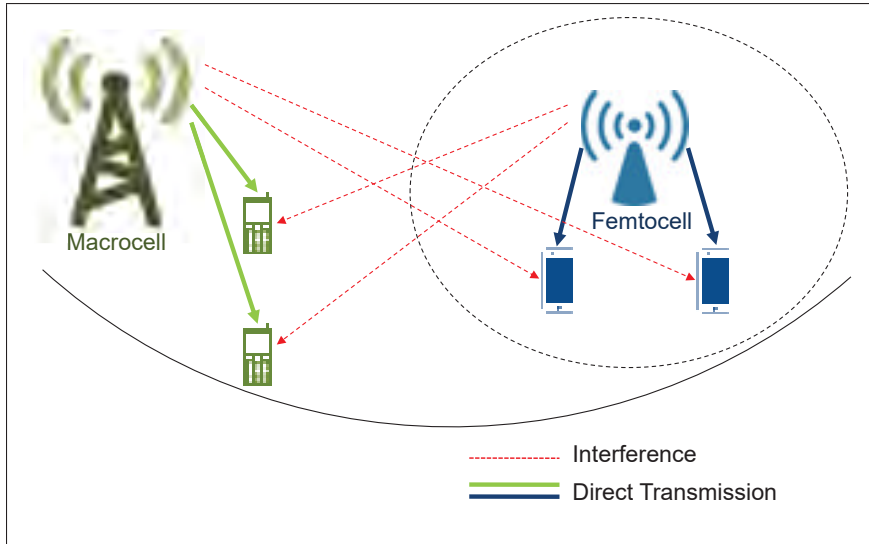 Macrocell
Femtocell
Interference
Direct Transmission